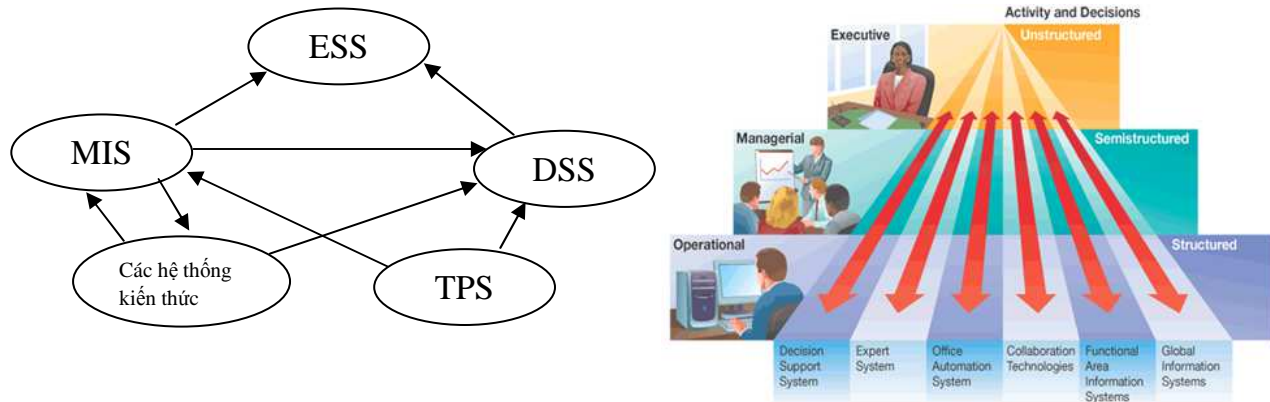 ESS
MIS
DSS
Các hệ thống
kiến thức
TPS
Activity and Decisions
Executive
Unstructured
Managerial
Semistructured
Operational
Structured
Decision
Support
System
Expert
System
Office
Automation
System
Collaboration
Technologies
Functional
Area
Information
Systems
Global
Information
Systems